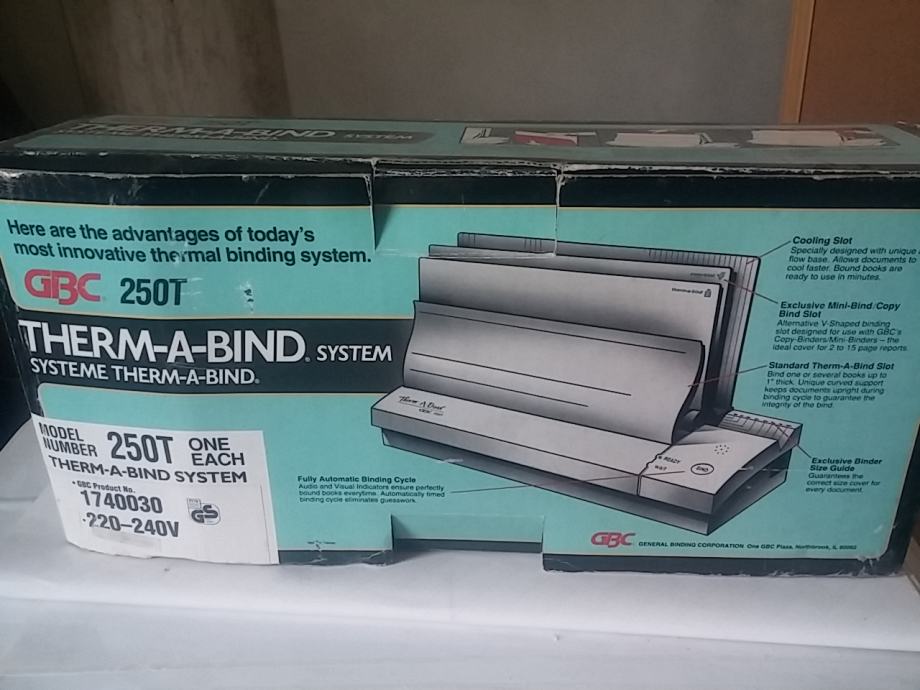 THERM-A-BIND SYSTEM
Here are the advantages of today's
most innovative thermal binding system.
GBC 250T
THERM-A-BIND® SYSTEM
SYSTEME THERM-A-BIND®
MODEL
NUMBER 250T ONE
EACH
THERM-A-BIND SYSTEM
GBC Product No.
1740030
220–240V
GS
Fully Automatic Binding Cycle
Audio and Visual Indicators ensure perfectly
bound books everytime. Automatically timed
binding cycle eliminates guesswork.
Therm-A-Bind
GBC
READY
WAIT
BIND
Cooling Slot
Specially designed with unique
flow base. Allows documents to
cool faster. Bound books are
ready to use in minutes.
Exclusive Mini-Bind/Copy
Bind Slot
Alternative V-Shaped binding
slot designed for use with GBC's
Copy-Binders/Mini-Binders – the
ideal cover for 2 to 15 page reports.
Standard Therm-A-Bind Slot
Bind one or several books up to
1" thick. Unique curved support
keeps documents upright during
binding cycle to guarantee the
integrity of the bind.
Exclusive Binder
Size Guide
Guarantees the
correct size cover for
every document.
GBC GENERAL BINDING CORPORATION One GBC Plaza, Northbrook, IL 60062